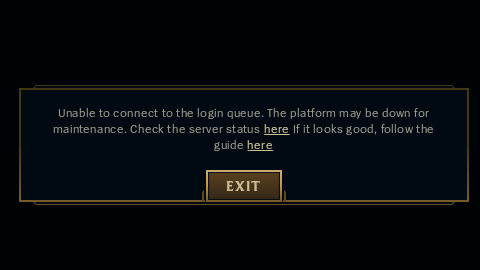 Unable to connect to the login queue. The platform may be down for
maintenance. Check the server status here If it looks good, follow the
guide here
EXIT